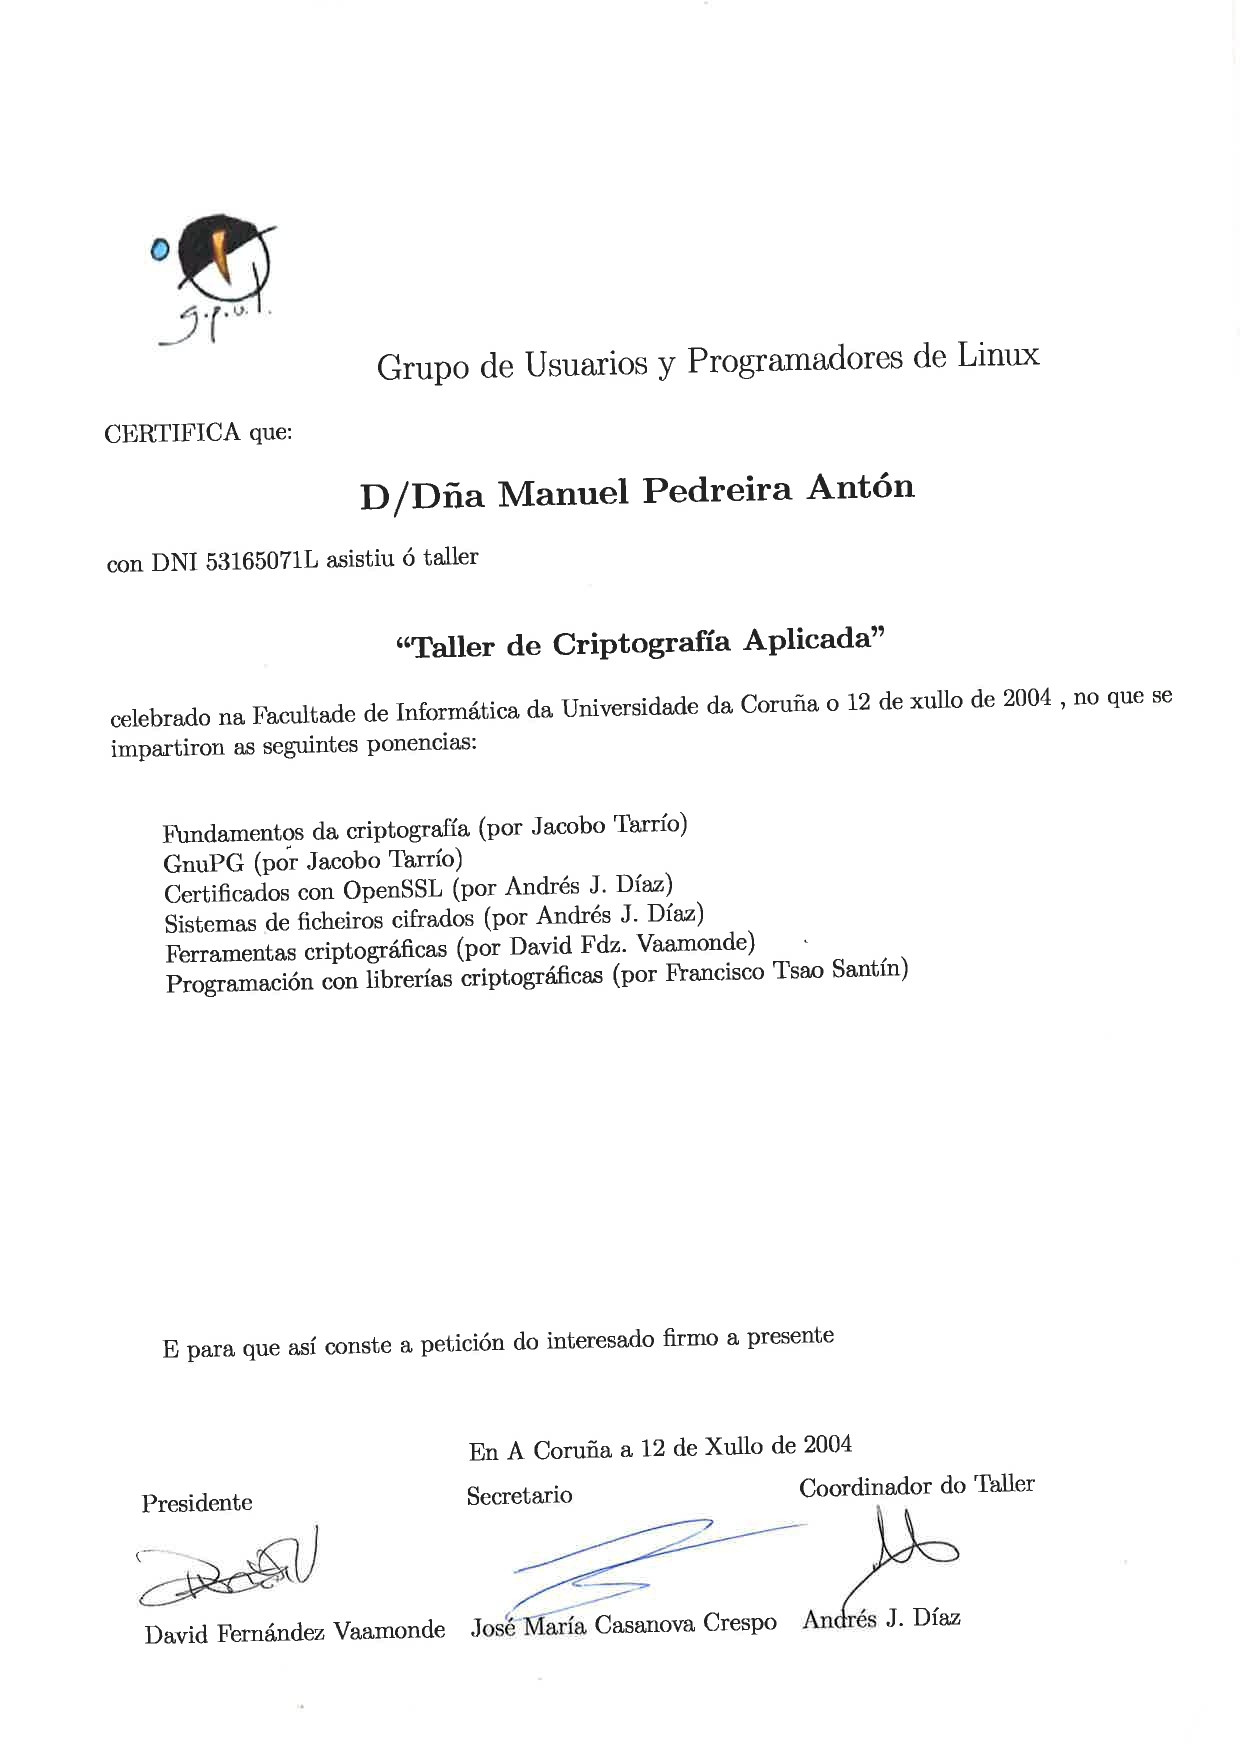 g.p.u.l.
Grupo de Usuarios y Programadores de Linux
CERTIFICA que:
D/Dña Manuel Pedreira Antón
con DNI 53165071L asistiu ó taller
“Taller de Criptografía Aplicada”
celebrado na Facultade de Informática da Universidade da Coruña o 12 de xullo de 2004 , no que se
impartiron as seguintes ponencias:
Fundamentos da criptografía (por Jacobo Tarrío)
GnuPG (por Jacobo Tarrío)
Certificados con OpenSSL (por Andrés J. Díaz)
Sistemas de ficheiros cifrados (por Andrés J. Díaz)
Ferramentas criptográficas (por David Fdz. Vaamonde)
Programación con librerías criptográficas (por Francisco Tsao Santín)
E para que así conste a petición do interesado firmo a presente
En A Coruña a 12 de Xullo de 2004
Presidente Secretario Coordinador do Taller
David Fernández Vaamonde José María Casanova Crespo Andrés J. Díaz